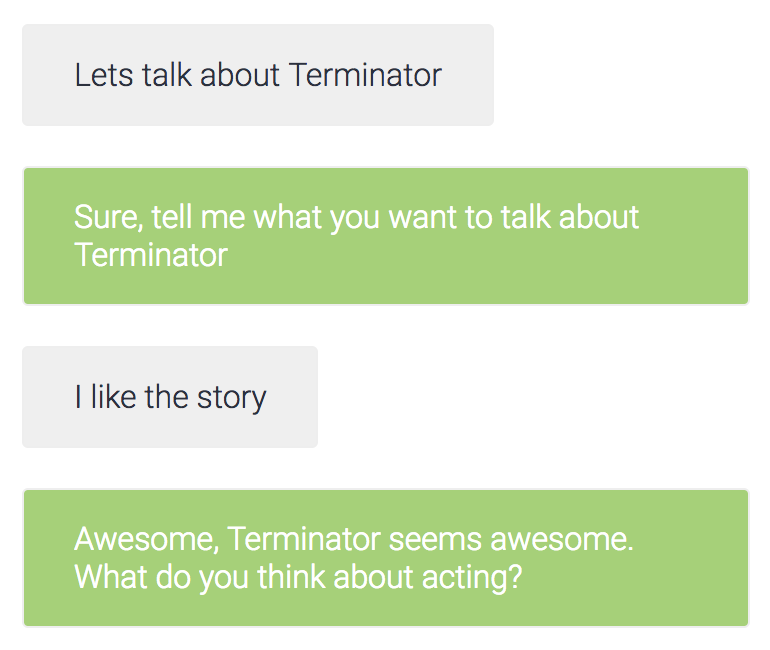 Lets talk about Terminator
Sure, tell me what you want to talk about
Terminator
I like the story
Awesome, Terminator seems awesome.
What do you think about acting?